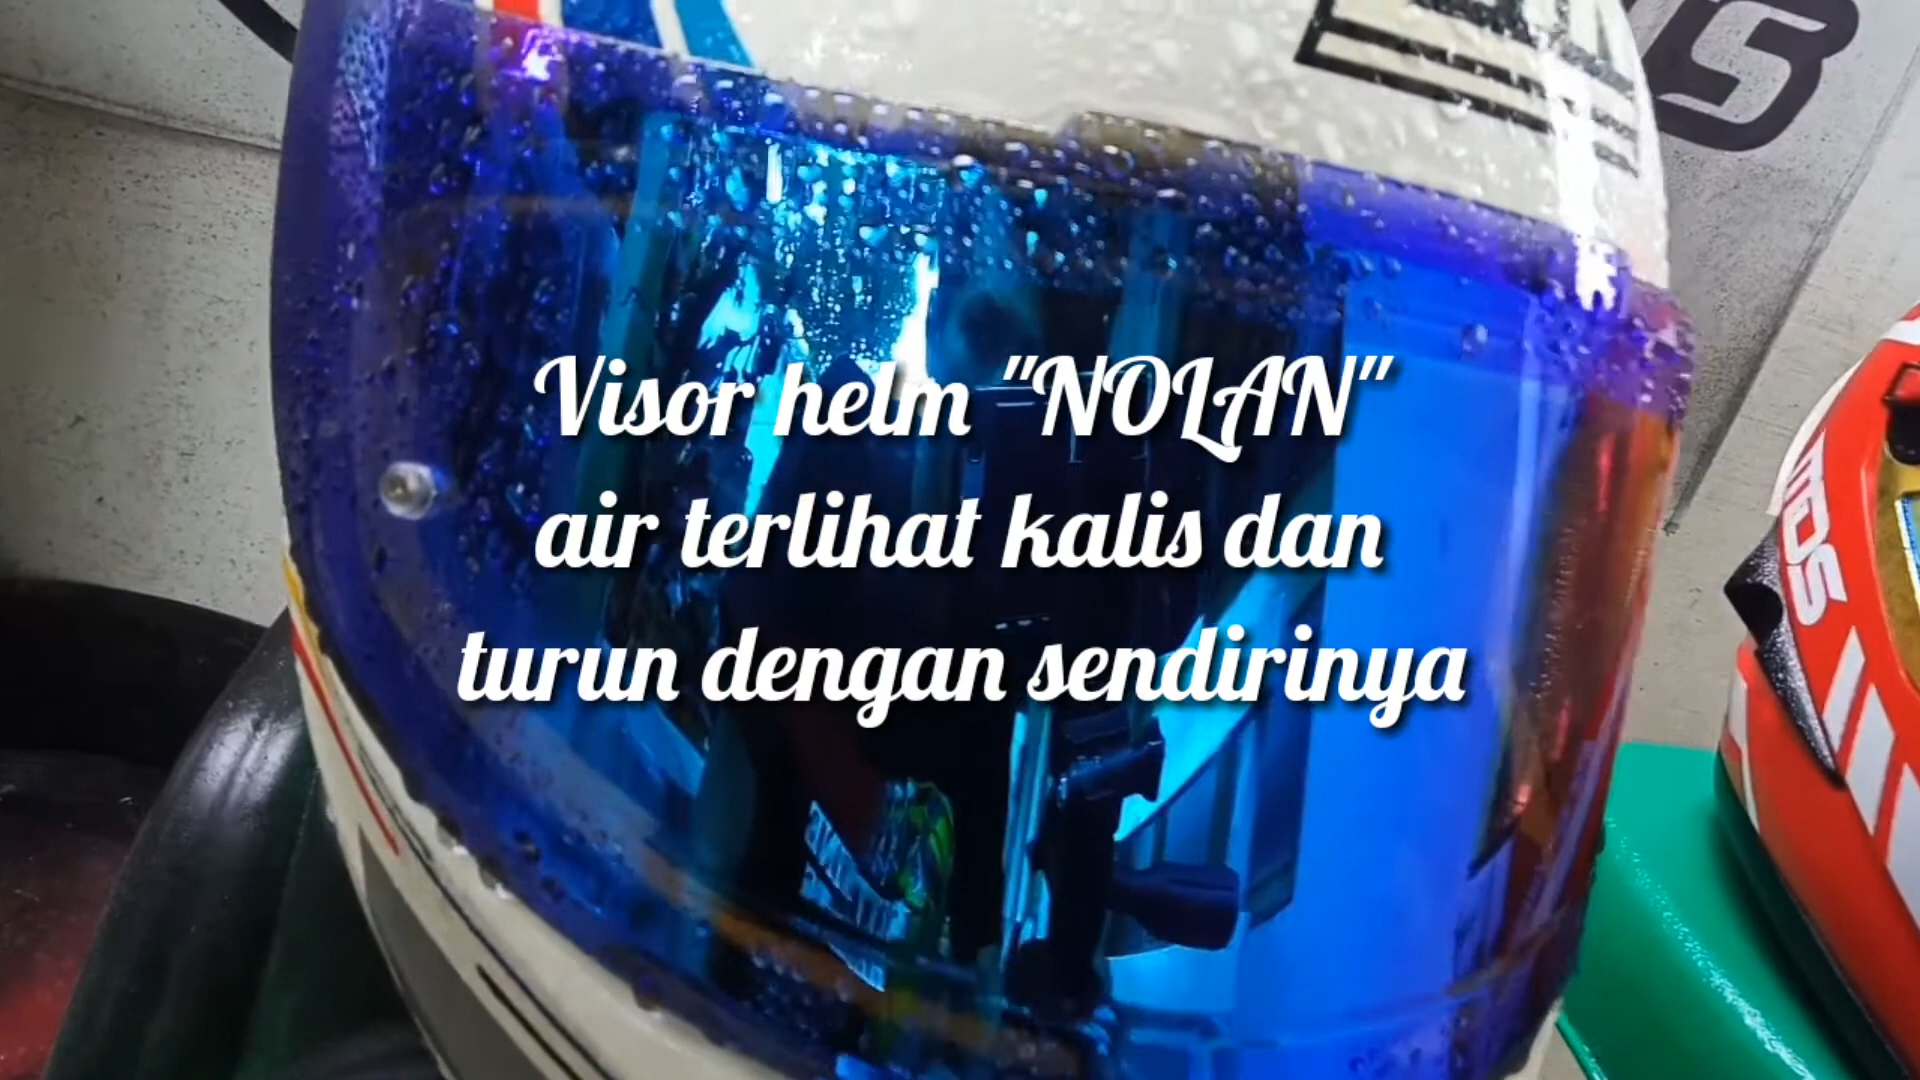 Visor helm "NOLAN"
air terlihat kalis dan
turun dengan sendirinya